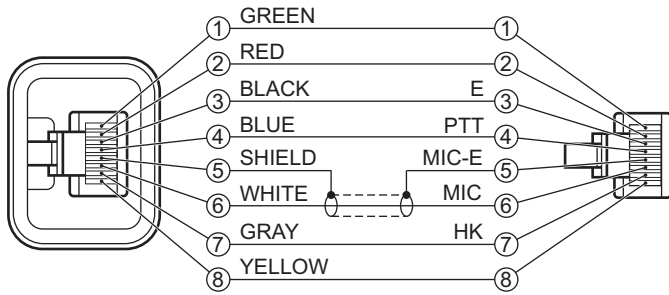 ① GREEN ①
② RED ②
③ BLACK E ③
④ BLUE PTT ④
⑤ SHIELD MIC-E ⑤
⑥ WHITE MIC ⑥
⑦ GRAY HK ⑦
⑧ YELLOW ⑧